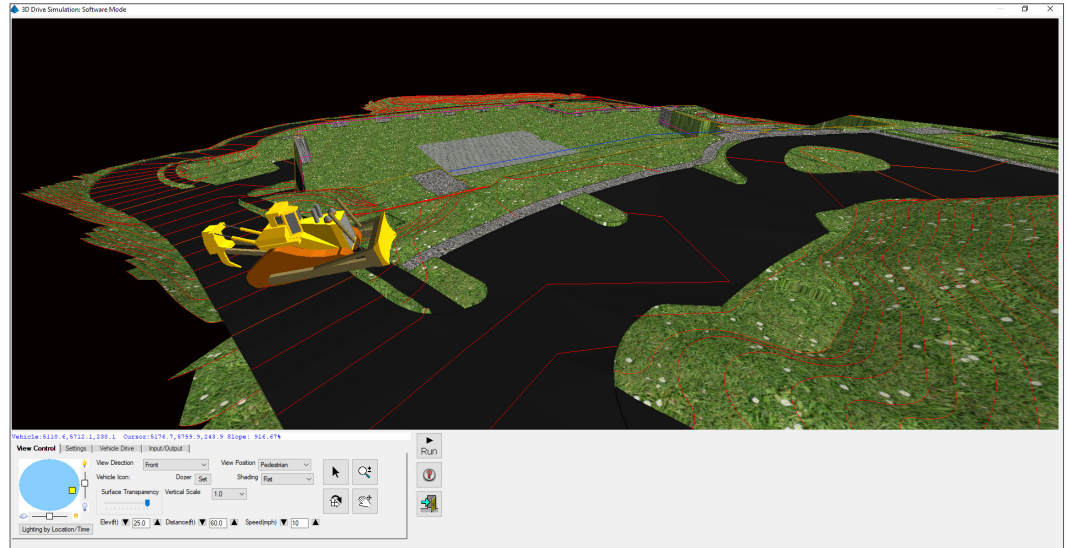 3D Drive Simulation: Software Mode
Vehicle:5118.6,5712.1,238.1 Cursor:5176.7,5759.9,243.9 Slope: 916.67%
View Control Settings Vehicle Drive Input/Output
View Direction Front View Position Pedestrian
Vehicle Icon: Dozer Set Shading Flat
Surface Transparency Vertical Scale 1.0
Elev(ft) 25.0 Distance(ft) 60.0 Speed(mph) 10
Lighting by Location/Time
Run